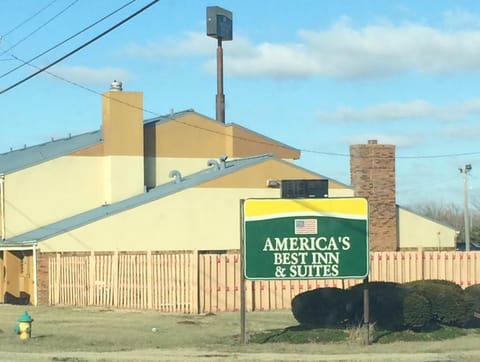 AMERICA'S
BEST INN
& SUITES